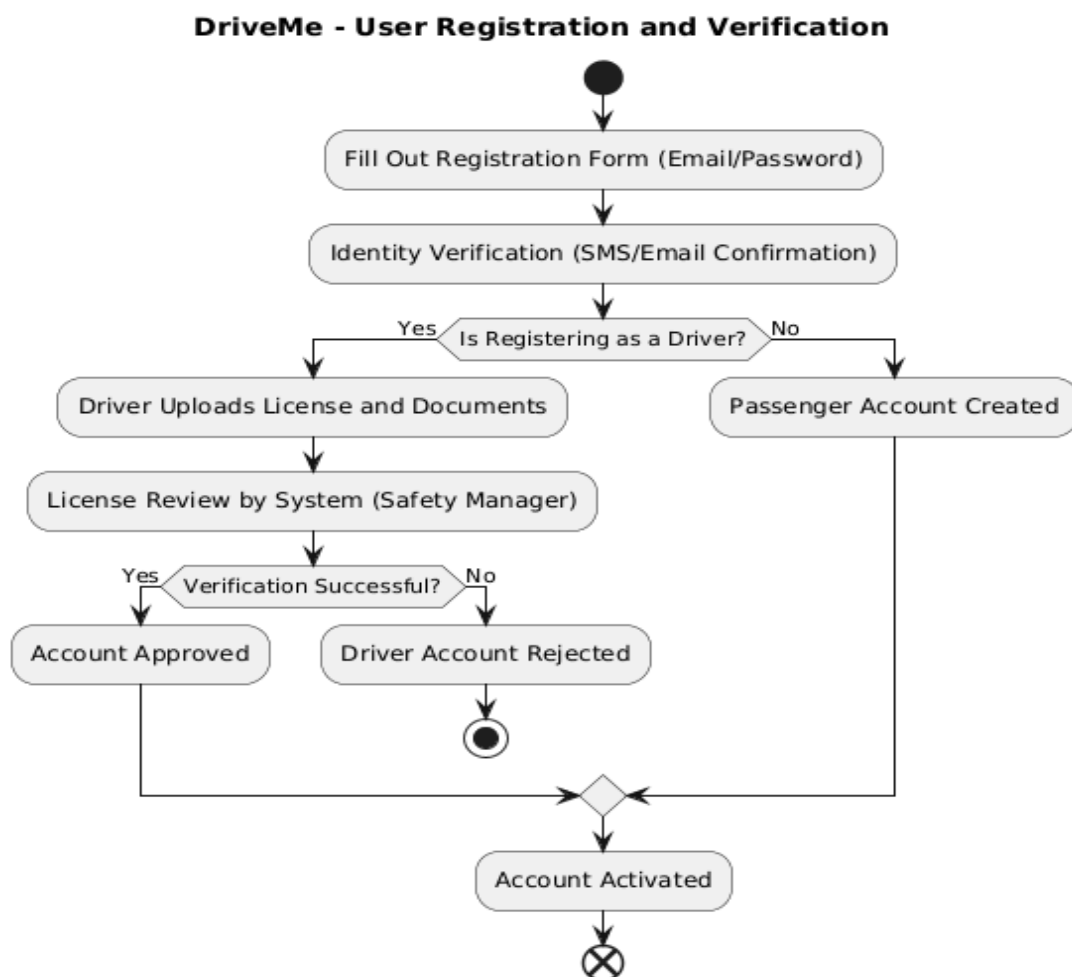 DriveMe - User Registration and Verification
Fill Out Registration Form (Email/Password)
Identity Verification (SMS/Email Confirmation)
Is Registering as a Driver?
Yes
No
Driver Uploads License and Documents
Passenger Account Created
License Review by System (Safety Manager)
Verification Successful?
Yes
No
Account Approved
Driver Account Rejected
Account Activated